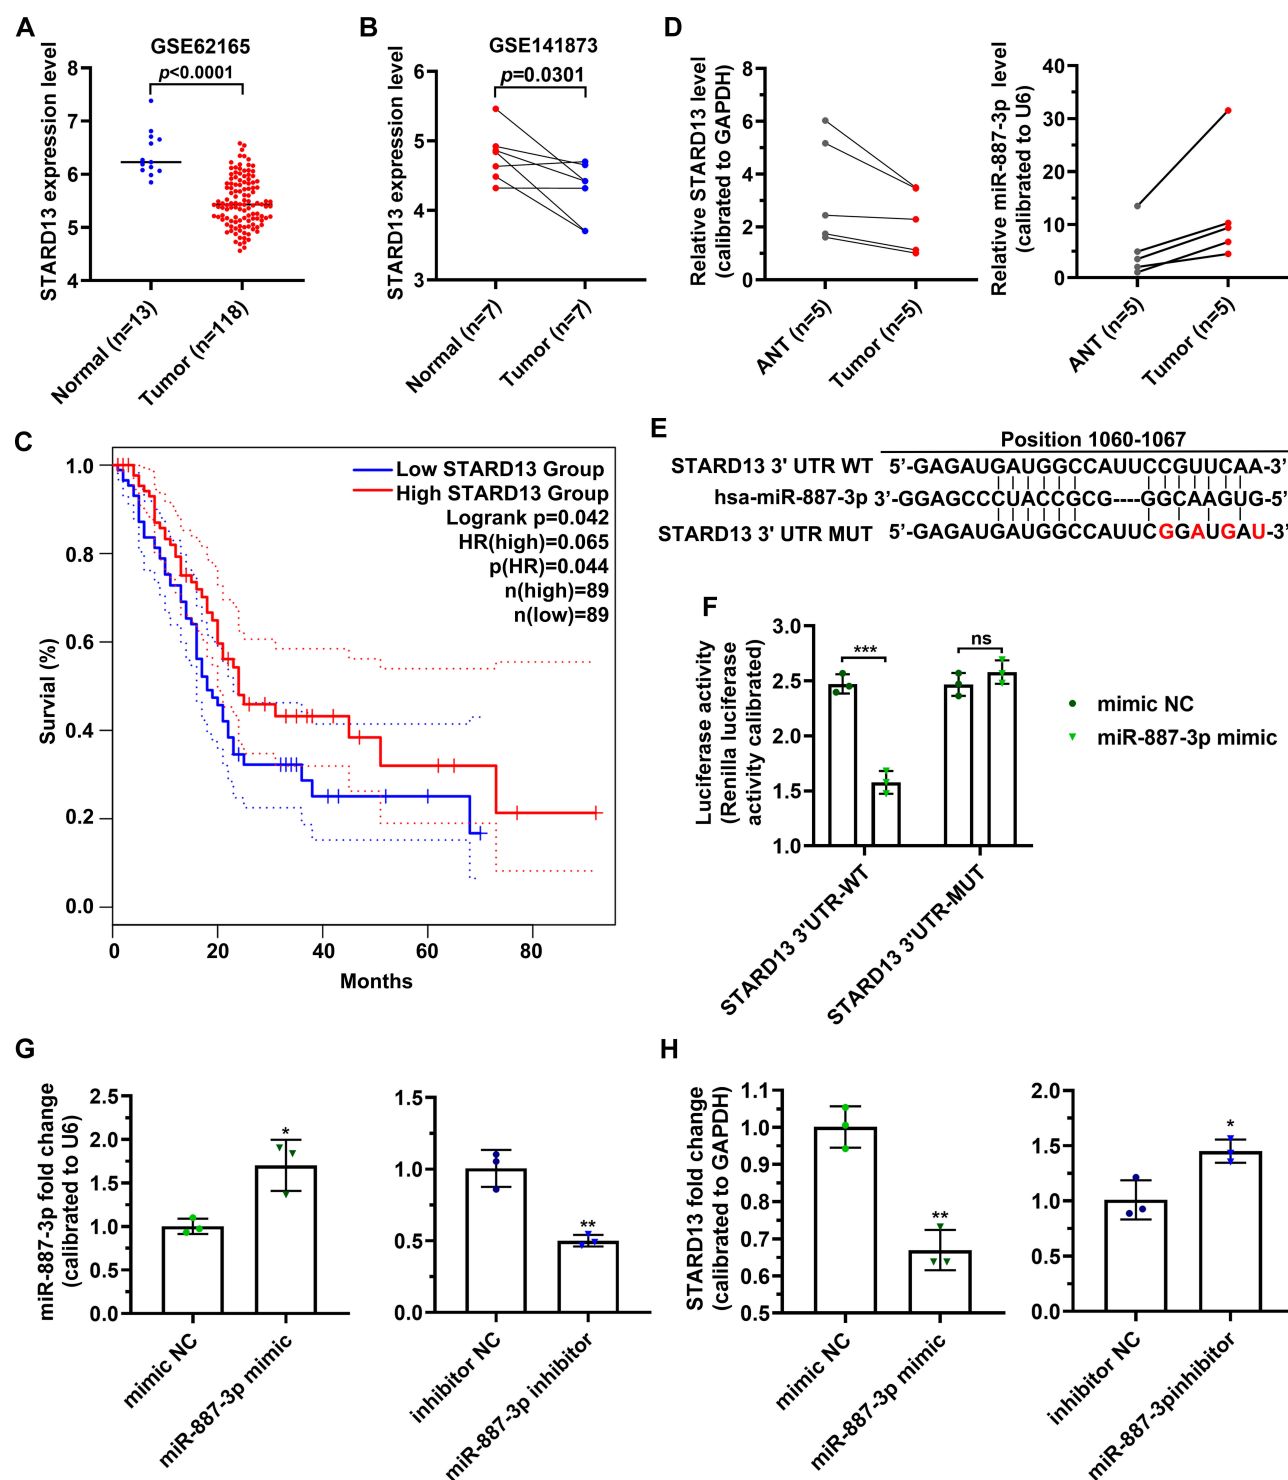 A
GSE62165
p<0.0001
STARD13 expression level
8
7
6
5
4
Normal (n=13)
Tumor (n=118)
B
GSE141873
p=0.0301
STARD13 expression level
6
5
4
3
Normal (n=7)
Tumor (n=7)
D
Relative STARD13 level
(calibrated to GAPDH)
8
6
4
2
0
ANT (n=5)
Tumor (n=5)
Relative miR-887-3p level
(calibrated to U6)
40
30
20
10
0
ANT (n=5)
Tumor (n=5)
C
Low STARD13 Group
High STARD13 Group
Logrank p=0.042
HR(high)=0.065
p(HR)=0.044
n(high)=89
n(low)=89
Survial (%)
1.0
0.8
0.6
0.4
0.2
0.0
0
20
40
60
80
Months
E
Position 1060-1067
STARD13 3' UTR WT 5’-GAGAUGAUGGCCAUUCCGUUCAA-3’
hsa-miR-887-3p 3’-GGAGCCCUACCGCG----GGCAAGUG-5’
STARD13 3' UTR MUT 5’-GAGAUGAUGGCCAUUCGGAUGAU-3’
F
Luciferase activity
(Renilla luciferase
activity calibrated)
3.0
2.5
2.0
1.5
1.0
***
ns
STARD13 3'UTR-WT
STARD13 3'UTR-MUT
mimic NC
miR-887-3p mimic
G
miR-887-3p fold change
(calibrated to U6)
2.5
2.0
1.5
1.0
0.5
0.0
*
mimic NC
miR-887-3p mimic
1.5
1.0
0.5
0.0
**
inhibitor NC
miR-887-3p inhibitor
H
STARD13 fold change
(calibrated to GAPDH)
1.1
1.0
0.9
0.8
0.7
0.6
0.5
**
mimic NC
miR-887-3p mimic
2.0
1.5
1.0
0.5
0.0
*
inhibitor NC
miR-887-3pinhibitor